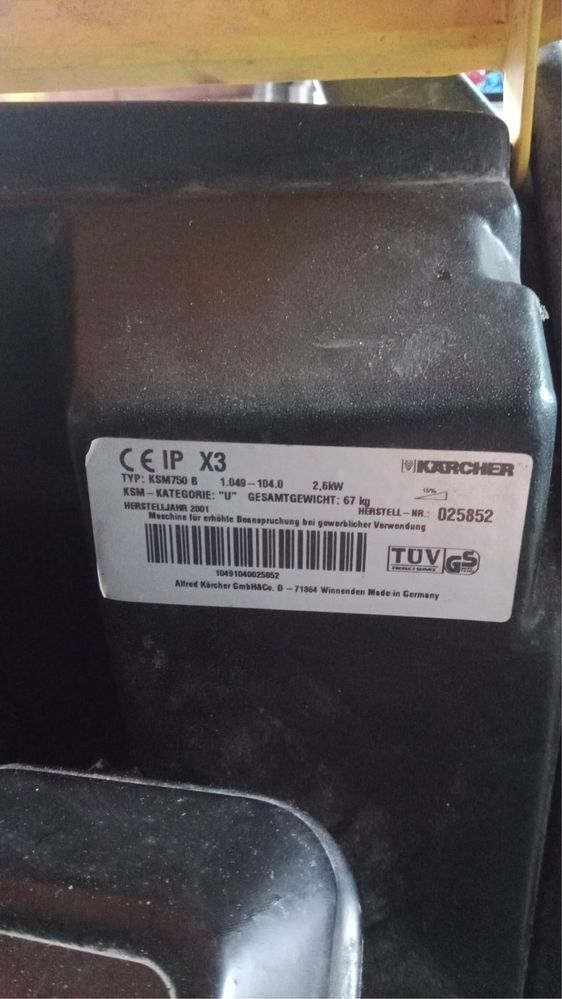 CE IP X3
KÄRCHER
TYP: KSM750 B 1.049-104.0 2,6kW
KSM-KATEGORIE: "U" GESAMTGEWICHT: 67 kg
15%
HERSTELLJAHR 2001 HERSTELL-NR.: 025852
Maschine für erhöhte Beanspruchung bei gewerblicher Verwendung
TÜV
PRODUCT SERVICE
GS
10491040025852
Alfred Kärcher GmbH&Co. D - 71364 Winnenden Made in Germany